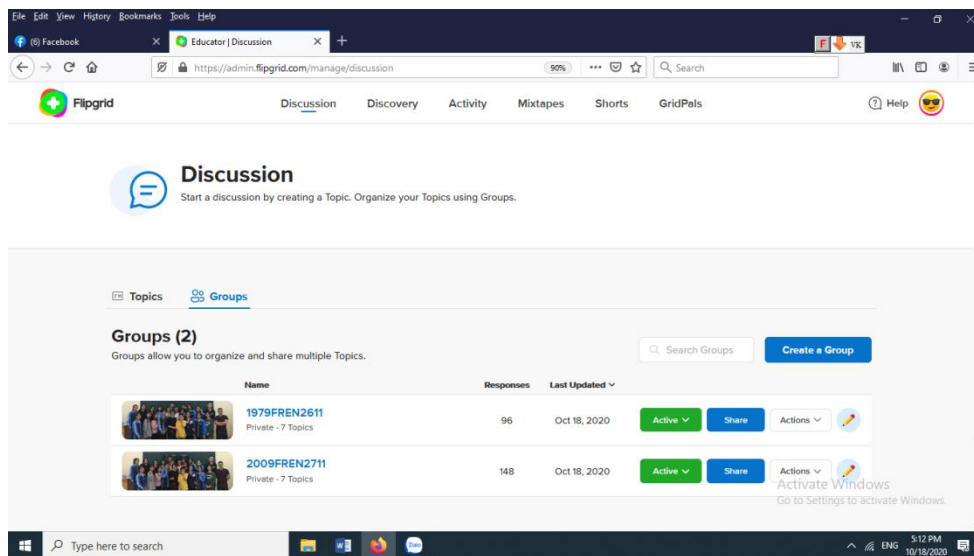 File Edit View History Bookmarks Tools Help
(6) Facebook
Educator | Discussion
F VK
https://admin.flipgrid.com/manage/discussion
90%
Search
Flipgrid
Discussion Discovery Activity Mixtapes Shorts GridPals
Help
Discussion
Start a discussion by creating a Topic. Organize your Topics using Groups.
Topics Groups
Groups (2)
Groups allow you to organize and share multiple Topics.
Search Groups
Create a Group
Name Responses Last Updated
1979FREN2611
Private - 7 Topics
96 Oct 18, 2020 Active Share Actions
2009FREN2711
Private - 7 Topics
148 Oct 18, 2020 Active Share Actions
Activate Windows
Go to Settings to activate Windows.
Type here to search
W
Zalo
ENG
5:12 PM
10/18/2020